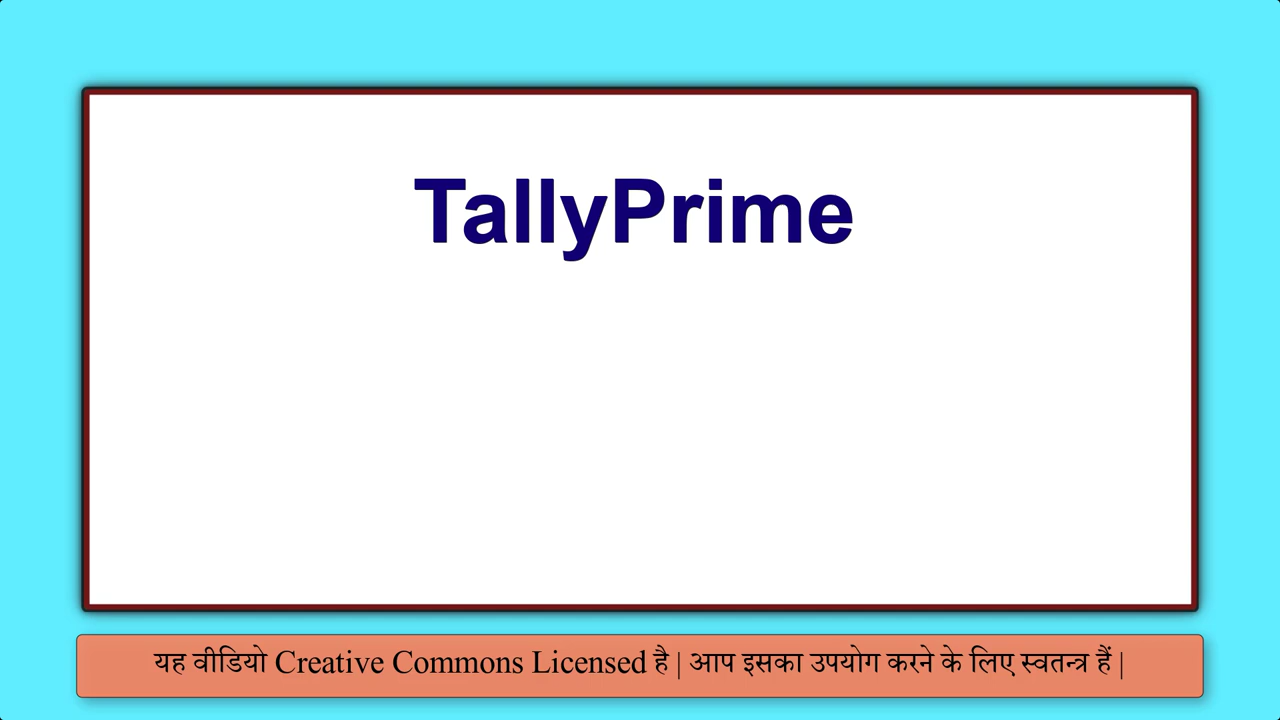 TallyPrime
यह वीडियो Creative Commons Licensed है | आप इसका उपयोग करने के लिए स्वतन्त्र हैं |